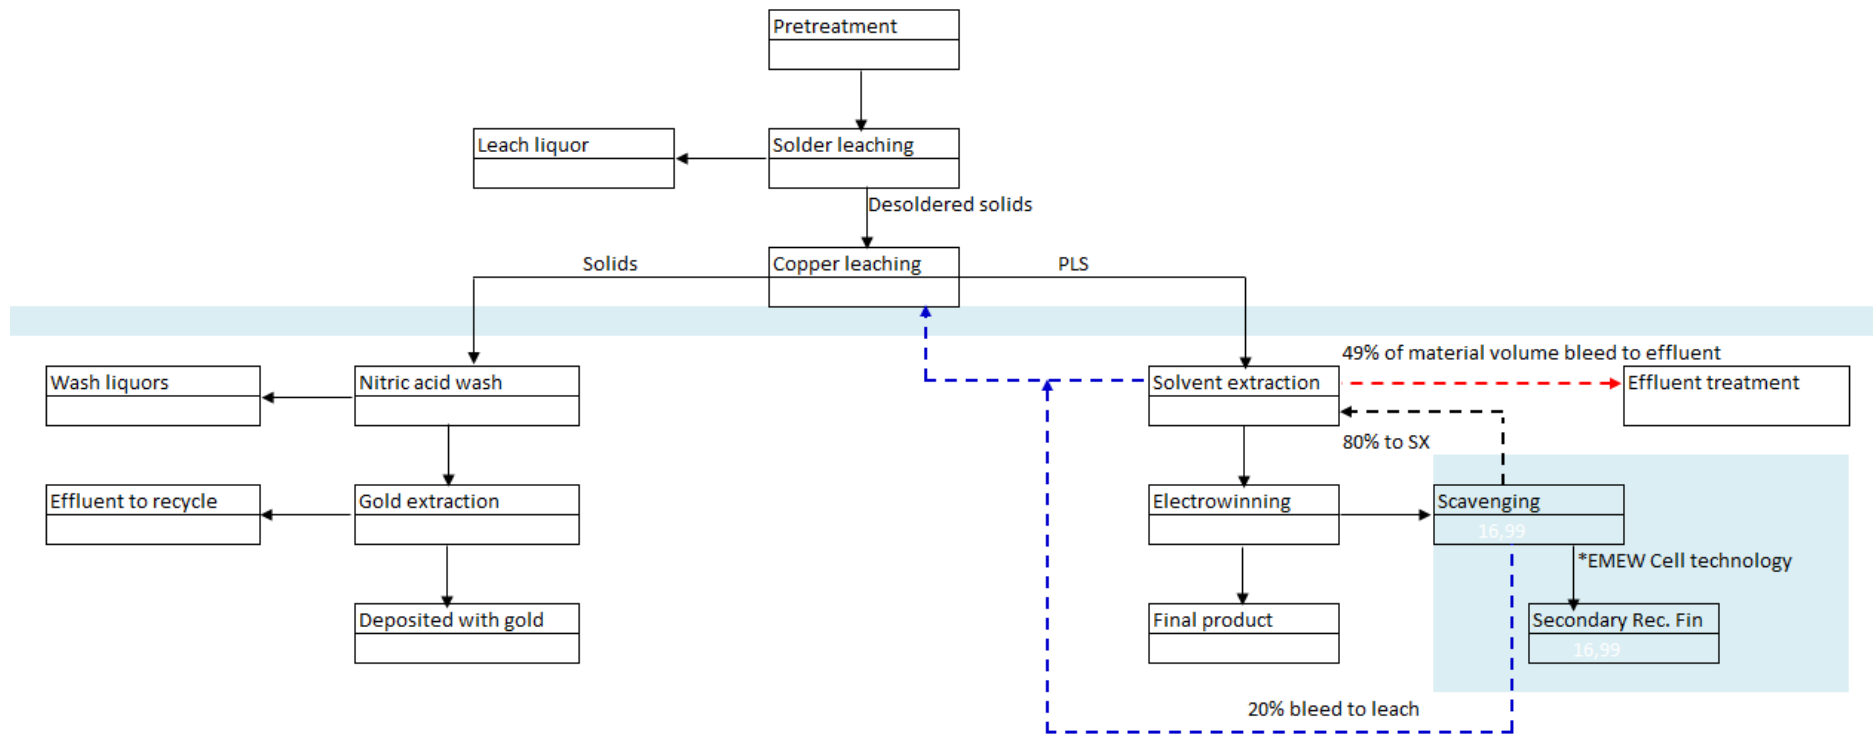 Pretreatment
Leach liquor
Solder leaching
Desoldered solids
Solids
Copper leaching
PLS
49% of material volume bleed to effluent
Wash liquors
Nitric acid wash
Solvent extraction
Effluent treatment
80% to SX
Effluent to recycle
Gold extraction
Electrowinning
Scavenging
16,99
*EMEW Cell technology
Deposited with gold
Final product
Secondary Rec. Fin
16,99
20% bleed to leach